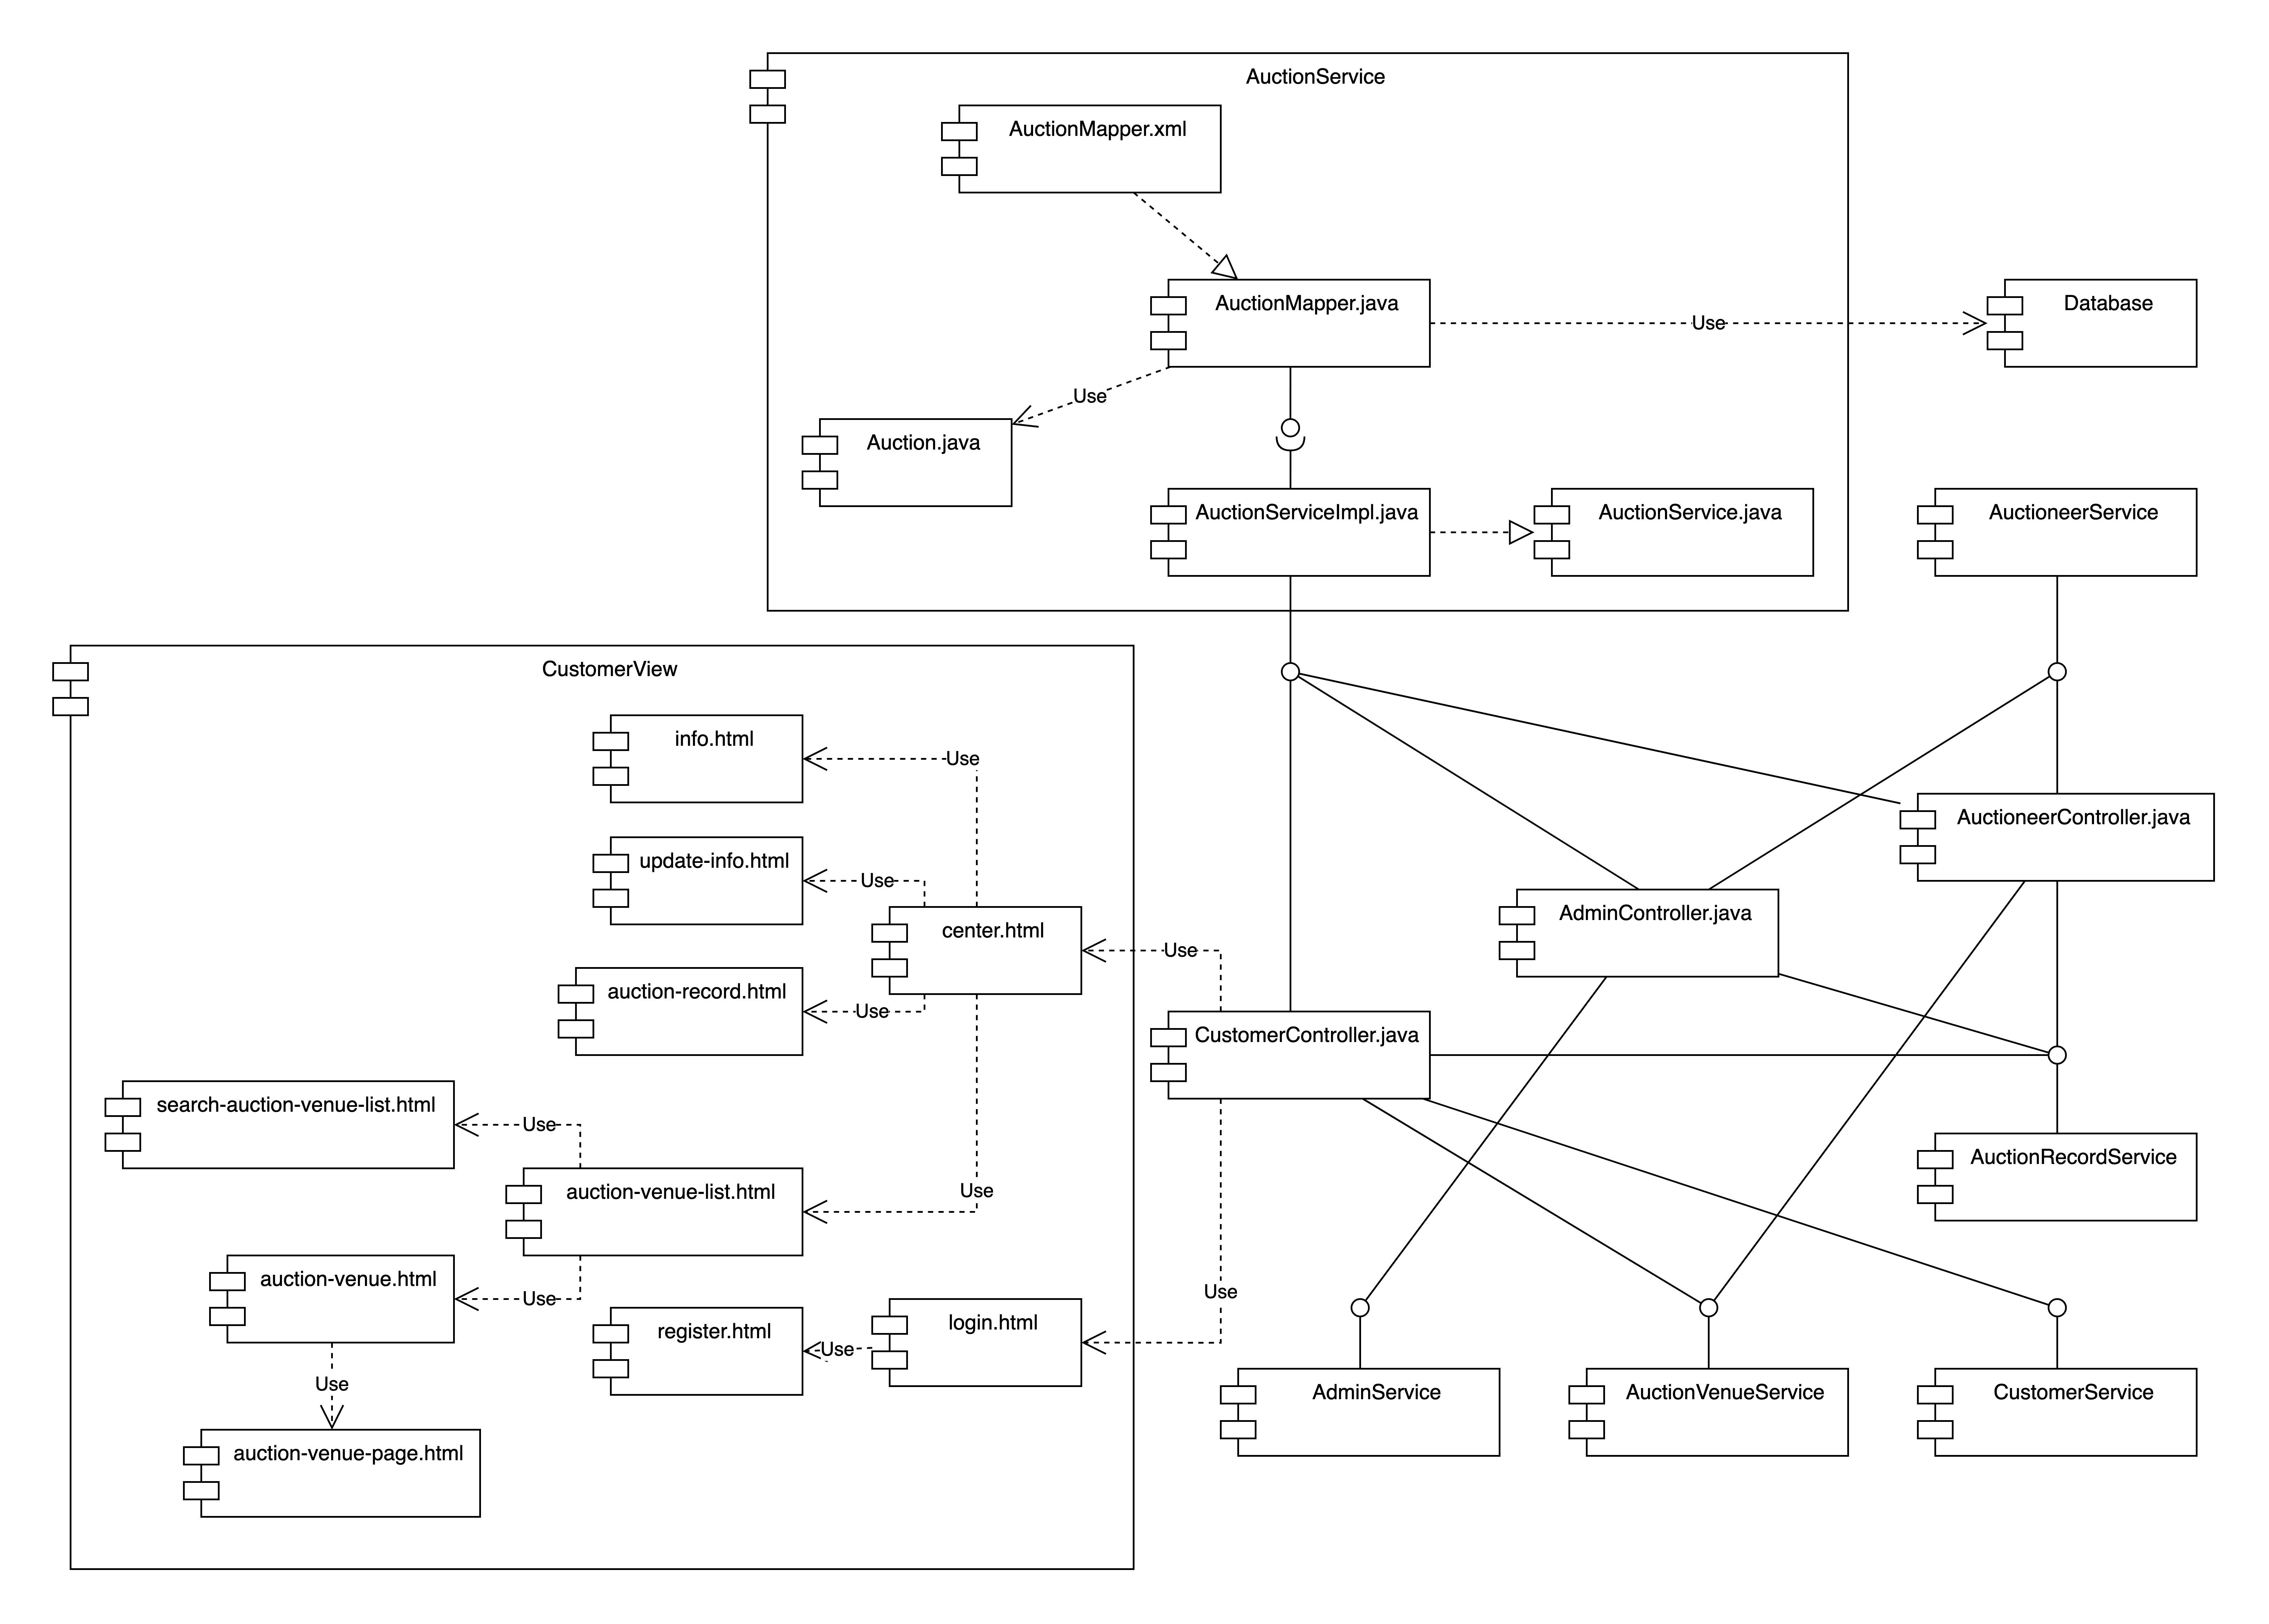 AuctionService
AuctionMapper.xml
AuctionMapper.java
Use
Database
Use
Auction.java
AuctionServiceImpl.java
AuctionService.java
AuctioneerService
CustomerView
info.html
Use
AuctioneerController.java
update-info.html
Use
AdminController.java
center.html
Use
auction-record.html
Use
CustomerController.java
search-auction-venue-list.html
Use
AuctionRecordService
auction-venue-list.html
Use
auction-venue.html
Use
Use
register.html
Use
login.html
Use
AdminService
AuctionVenueService
CustomerService
auction-venue-page.html